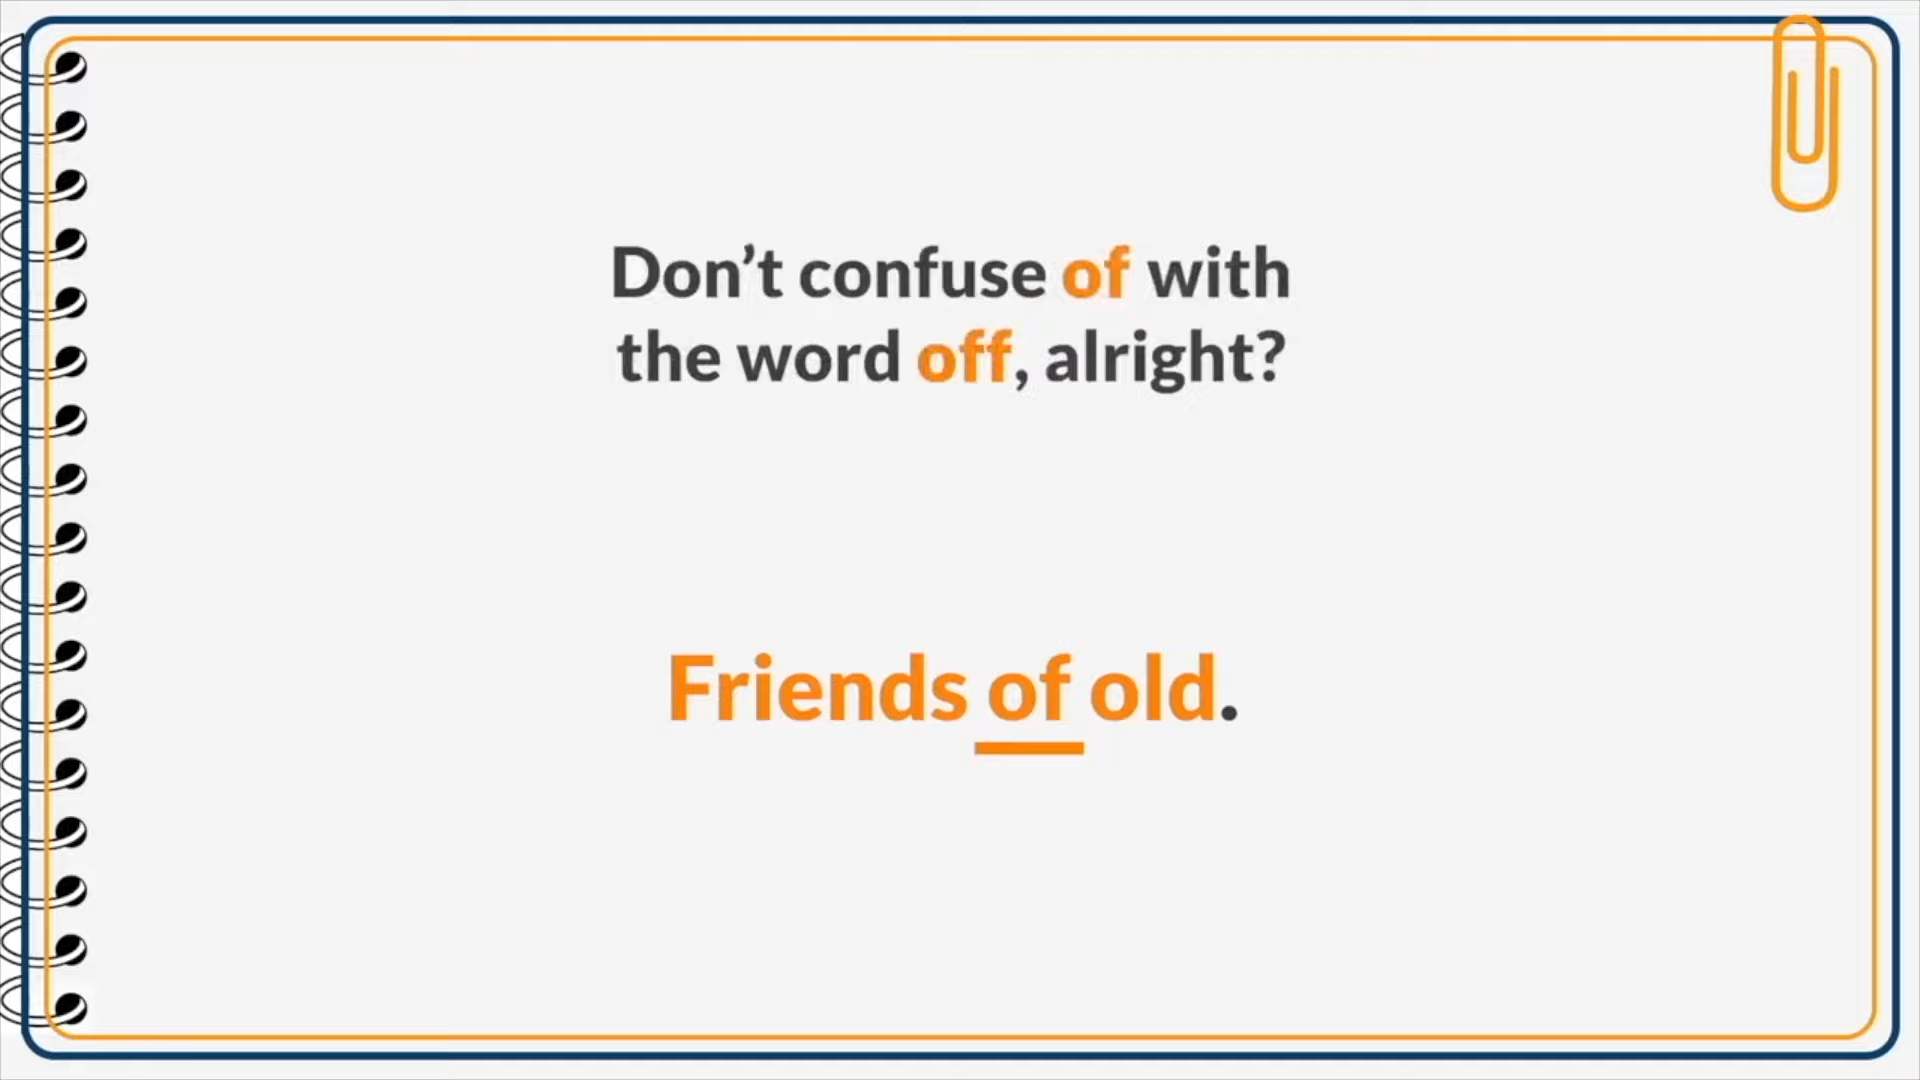 Don’t confuse of with
the word off, alright?
Friends of old.